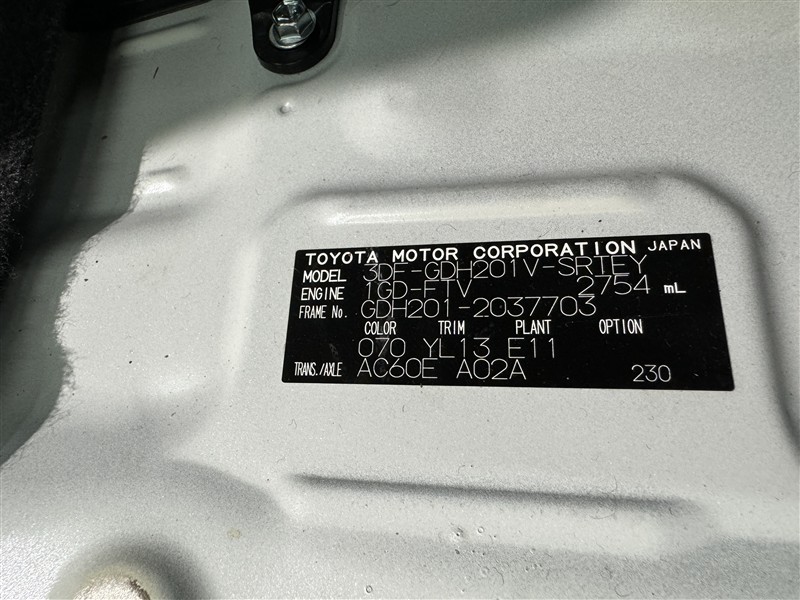 TOYOTA MOTOR CORPORATION JAPAN
MODEL 3DF-GDH201V-SRTEY
ENGINE 1GD-FTV 2754 mL
FRAME No. GDH201-2037703
COLOR TRIM PLANT OPTION
070 YL13 E11
TRANS./AXLE AC60E A02A 230